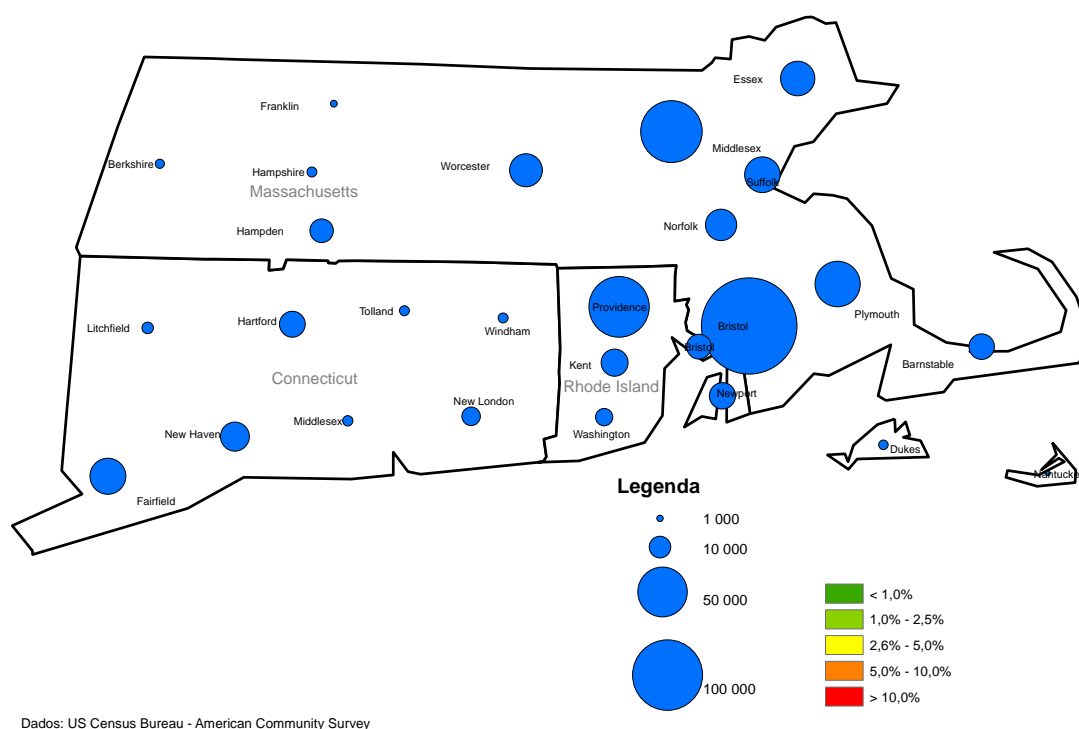 Essex
Franklin
Middlesex
Berkshire
Hampshire
Worcester
Suffolk
Massachusetts
Hampden
Norfolk
Providence
Plymouth
Tolland
Hartford
Windham
Litchfield
Bristol
Bristol
Barnstable
Kent
Connecticut
Rhode Island
Newport
New London
Middlesex
Washington
New Haven
Dukes
Nantucke
Fairfield
Legenda
1 000
10 000
50 000
100 000
< 1,0%
1,0% - 2,5%
2,6% - 5,0%
5,0% - 10,0%
> 10,0%
Dados: US Census Bureau - American Community Survey